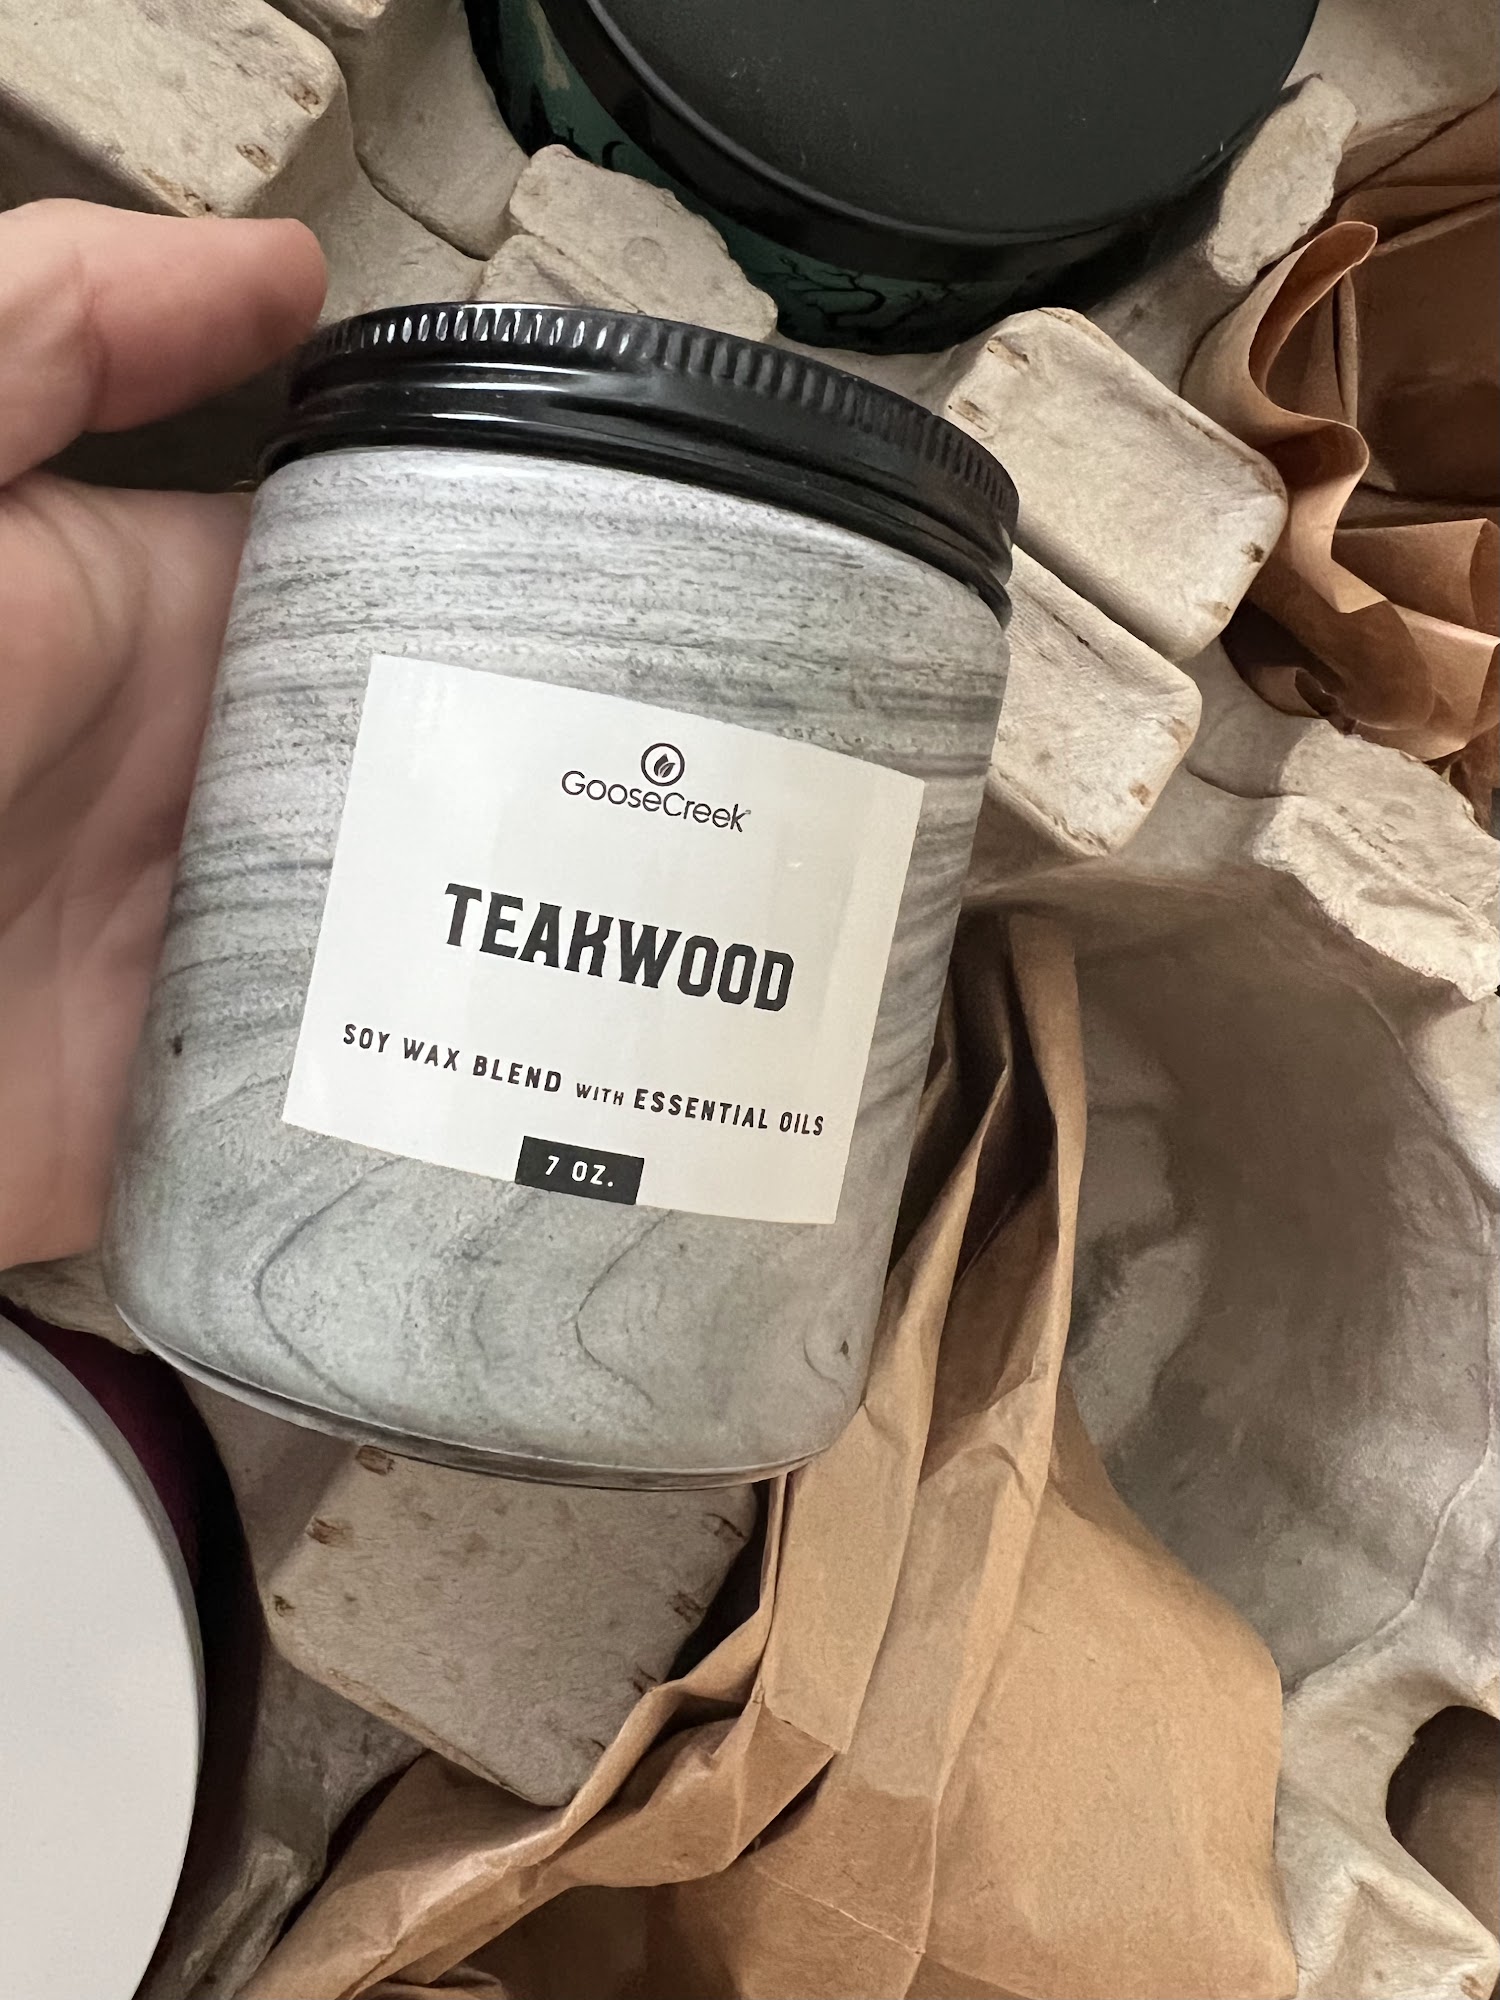 GooseCreek
TEAKWOOD
SOY WAX BLEND WITH ESSENTIAL OILS
7 OZ.